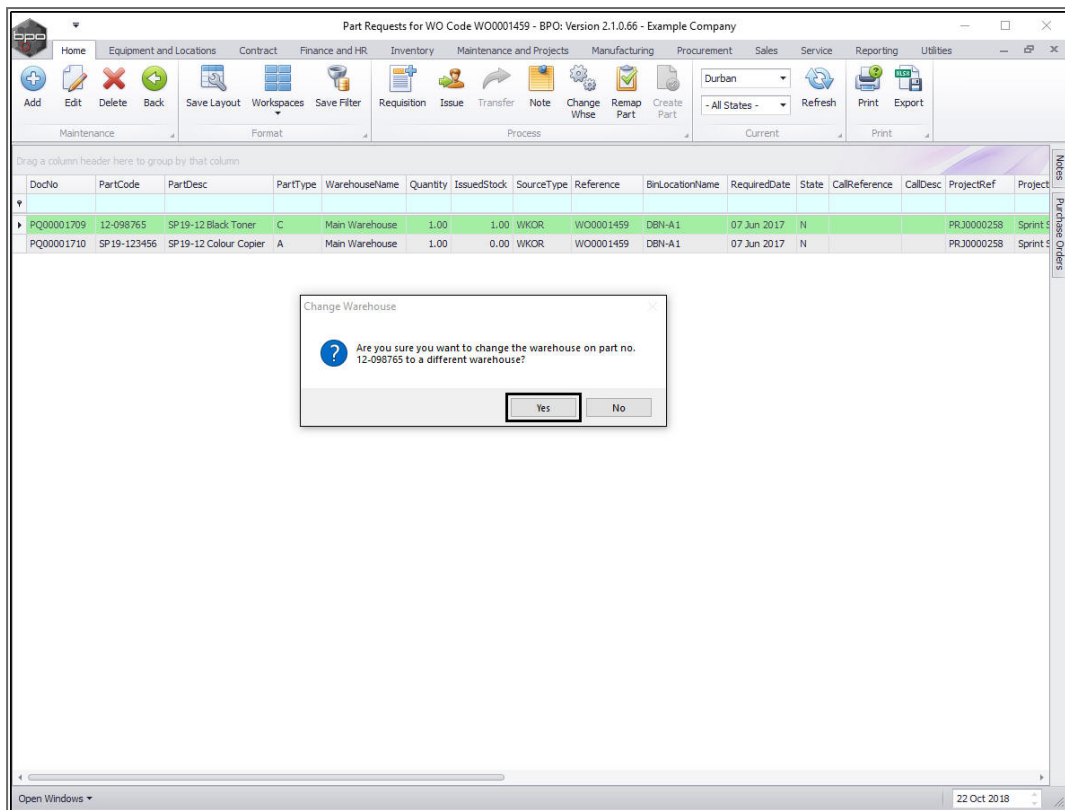 Part Requests for WO Code WO0001459 - BPO: Version 2.1.0.66 - Example Company
bpo
Home Equipment and Locations Contract Finance and HR Inventory Maintenance and Projects Manufacturing Procurement Sales Service Reporting Utilities
Add Edit Delete Back Save Layout Workspaces Save Filter Requisition Issue Transfer Note Change Whse Remap Part Create Part Durban - All States - Refresh Print Export
Maintenance Format Process Current Print
Drag a column header here to group by that column
DocNo PartCode PartDesc PartType WarehouseName Quantity IssuedStock SourceType Reference BinLocationName RequiredDate State CallReference CallDesc ProjectRef Project
PQ00001709 12-098765 SP19-12 Black Toner C Main Warehouse 1.00 1.00 WKOR WO0001459 DBN-A1 07 Jun 2017 N PRJ0000258 Sprint S
PQ00001710 SP19-123456 SP19-12 Colour Copier A Main Warehouse 1.00 0.00 WKOR WO0001459 DBN-A1 07 Jun 2017 N PRJ0000258 Sprint S
Notes
Purchase Orders
Change Warehouse
Are you sure you want to change the warehouse on part no.
12-098765 to a different warehouse?
Yes No
Open Windows 22 Oct 2018